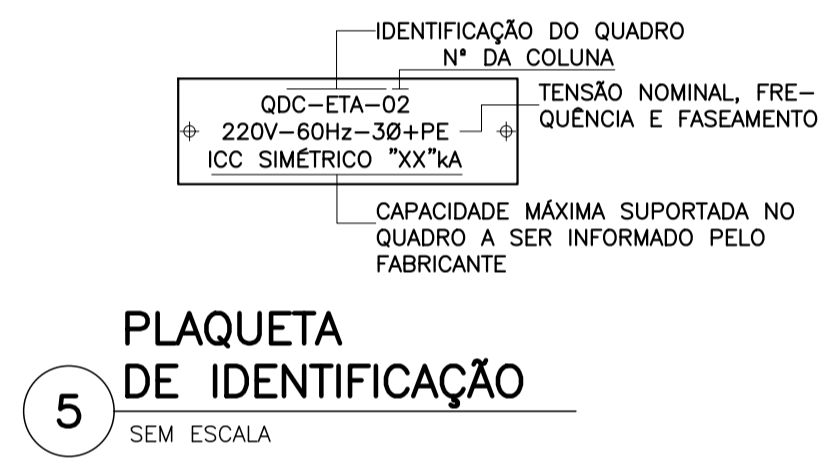 IDENTIFICAÇÃO DO QUADRO
Nº DA COLUNA
QDC-ETA-02
220V-60Hz-3Ø+PE
ICC SIMÉTRICO "XX"kA
TENSÃO NOMINAL, FRE-
QUÊNCIA E FASEAMENTO
CAPACIDADE MÁXIMA SUPORTADA NO
QUADRO A SER INFORMADO PELO
FABRICANTE
PLAQUETA
DE IDENTIFICAÇÃO
5
SEM ESCALA